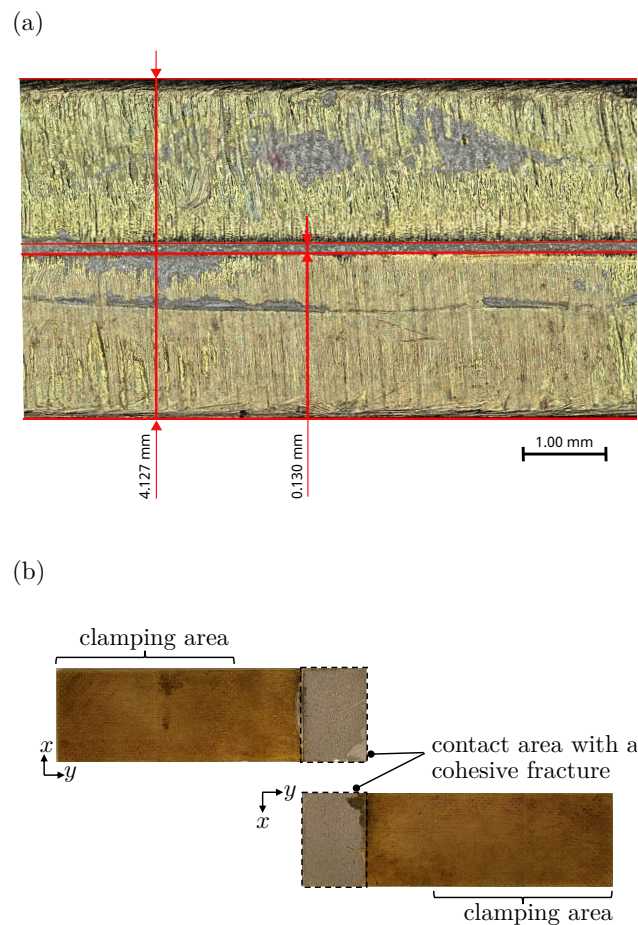 (a)
4.127 mm
0.130 mm
1.00 mm
(b)
clamping area
x
y
contact area with a
cohesive fracture
y
x
clamping area